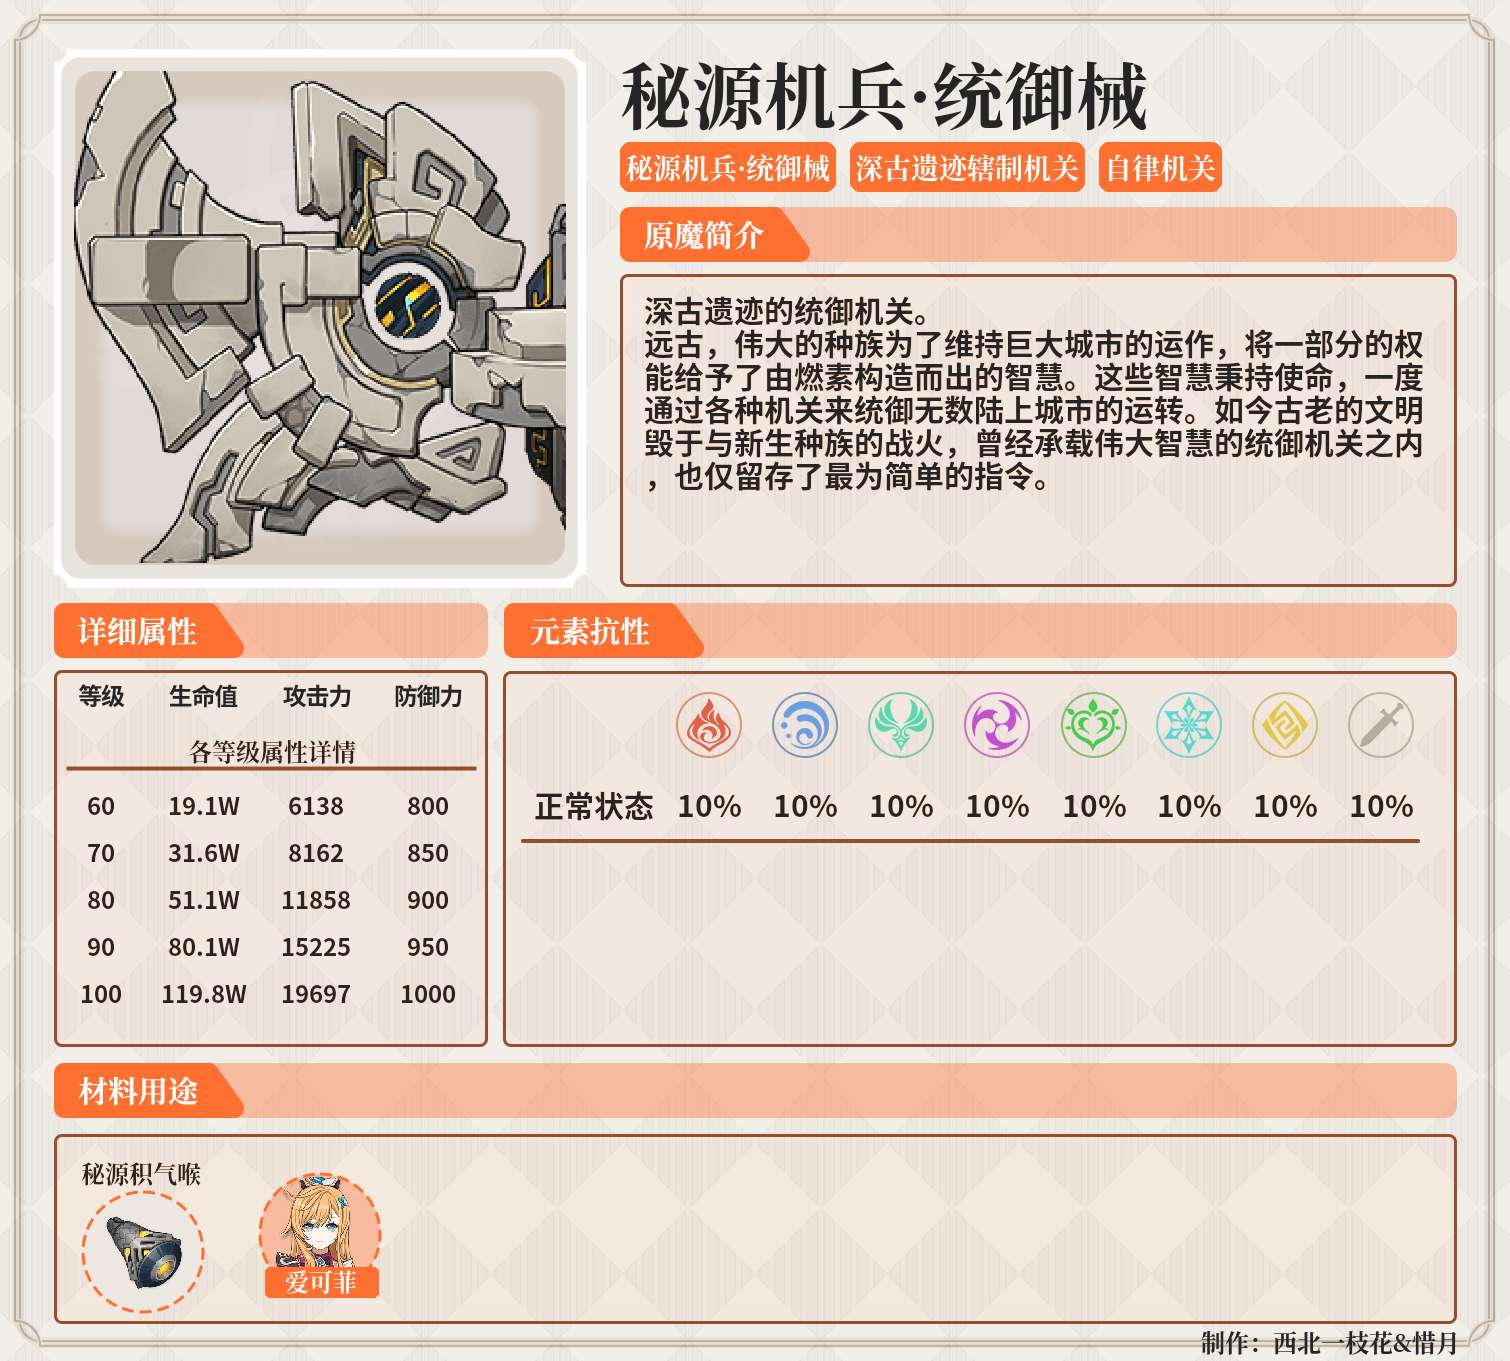 秘源机兵·统御械
秘源机兵·统御械 深古遗迹辖制机关 自律机关
原魔简介
深古遗迹的统御机关。
远古，伟大的种族为了维持巨大城市的运作，将一部分的权
能给予了由燃素构造而出的智慧。这些智慧秉持使命，一度
通过各种机关来统御无数陆上城市的运转。如今古老的文明
毁于与新生种族的战火，曾经承载伟大智慧的统御机关之内
，也仅留存了最为简单的指令。
详细属性
等级 生命值 攻击力 防御力
各等级属性详情
60 19.1W 6138 800
70 31.6W 8162 850
80 51.1W 11858 900
90 80.1W 15225 950
100 119.8W 19697 1000
元素抗性
正常状态 10% 10% 10% 10% 10% 10% 10% 10%
材料用途
秘源积气喉
爱可菲
制作：西北一枝花&惜月